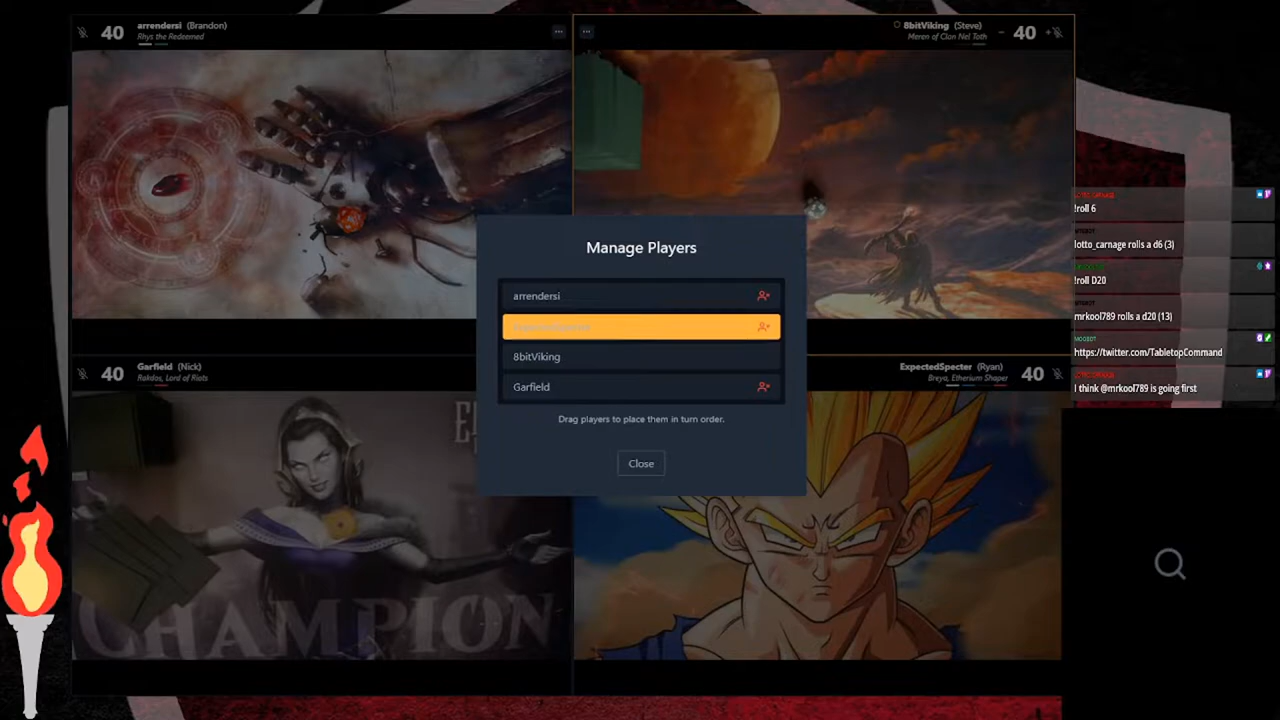 40
arrendersi (Brandon)
Rhys the Redeemed
8bitViking (Steve)
Meren of Clan Nel Toth
- 40 +
Manage Players
arrendersi
8bitViking
Garfield
Drag players to place them in turn order.
Close
40
Garfield (Nick)
Rakdos, Lord of Riots
ExpectedSpecter (Ryan)
Breya, Etherium Shaper
40
CHAMPION
!roll 6
lotto_carnage rolls a d6 (3)
!roll D20
mrkool789 rolls a d20 (13)
https://twitter.com/TabletopCommand
I think @mrkool789 is going first